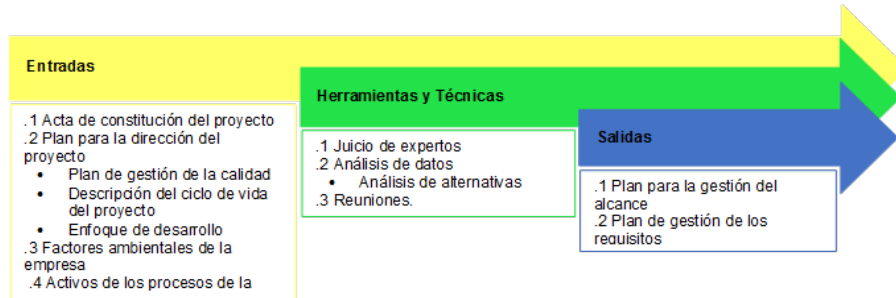 Entradas
.1 Acta de constitución del proyecto
.2 Plan para la dirección del
proyecto
• Plan de gestión de la calidad
• Descripción del ciclo de vida
del proyecto
• Enfoque de desarrollo
.3 Factores ambientales de la
empresa
.4 Activos de los procesos de la
Herramientas y Técnicas
.1 Juicio de expertos
.2 Análisis de datos
• Análisis de alternativas
.3 Reuniones.
Salidas
.1 Plan para la gestión del
alcance
.2 Plan de gestión de los
requisitos